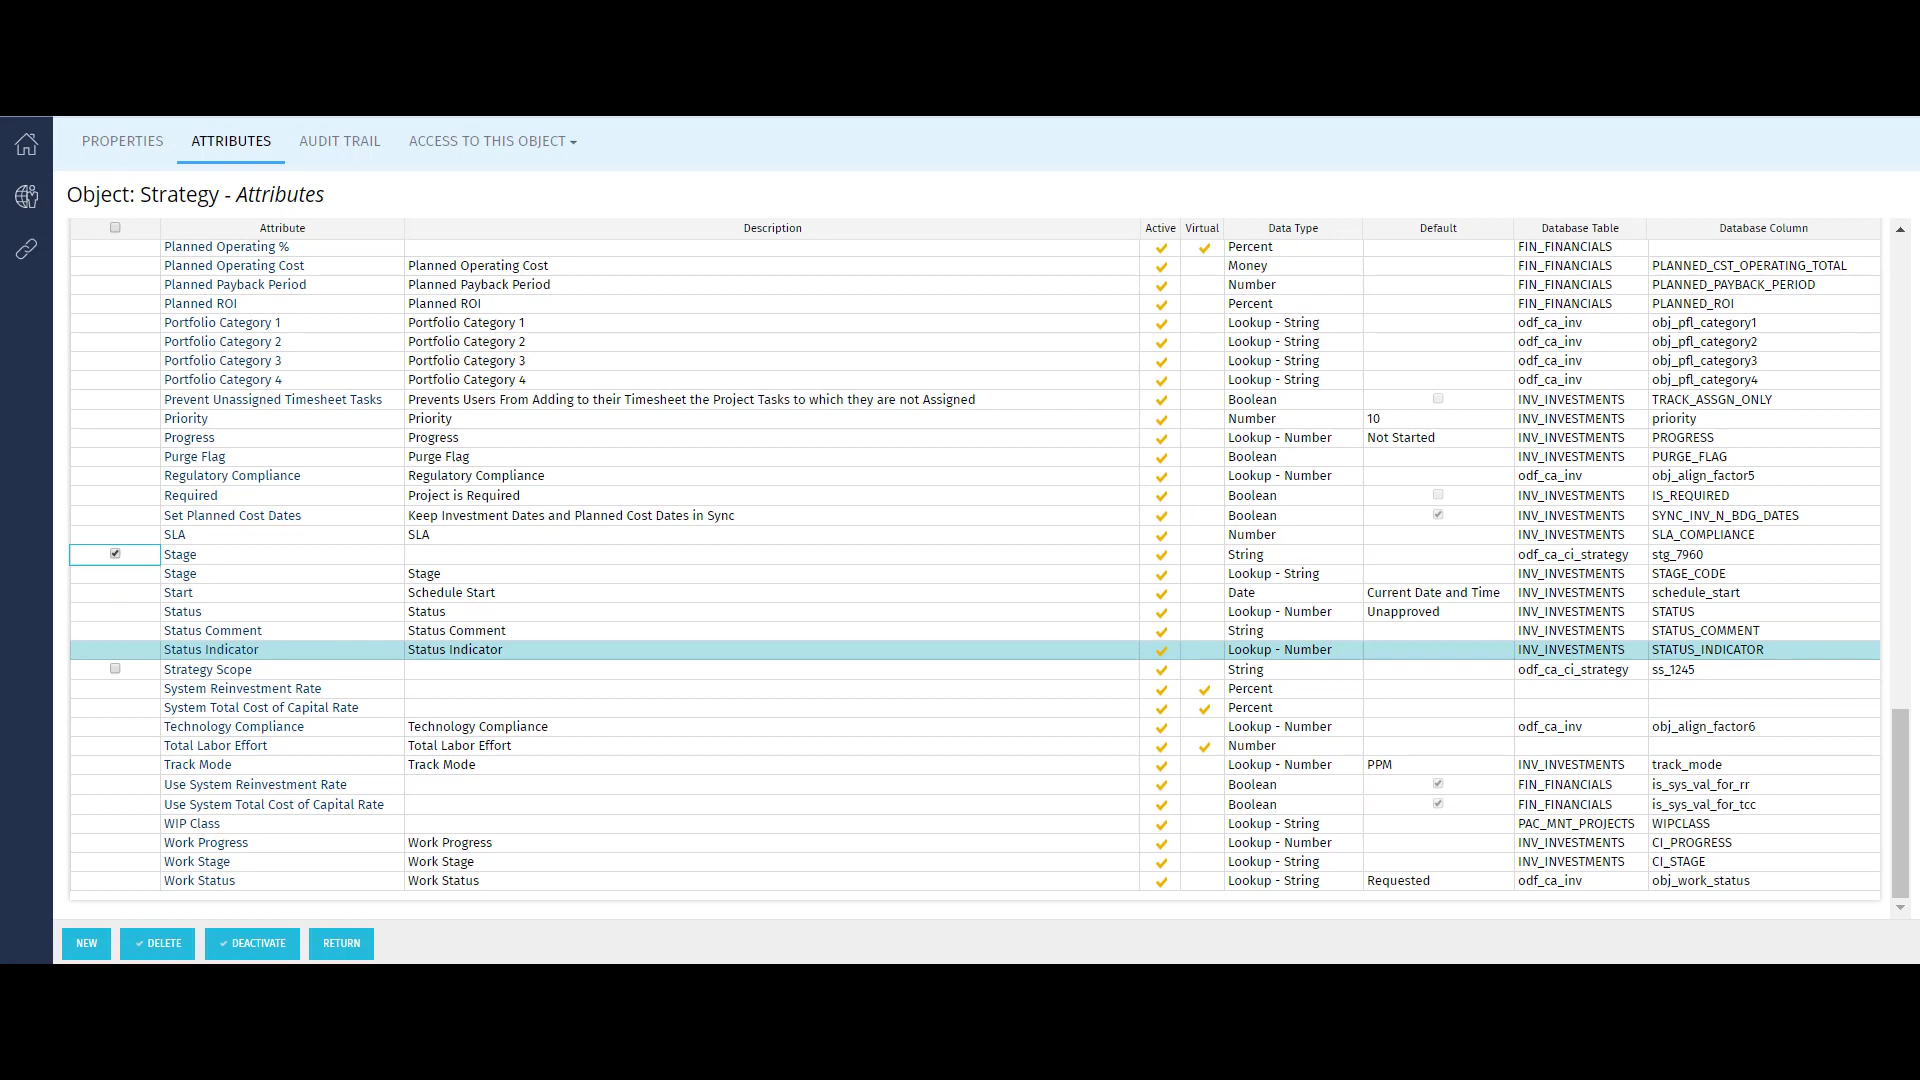 PROPERTIES ATTRIBUTES AUDIT TRAIL ACCESS TO THIS OBJECT
Object: Strategy - Attributes
Attribute Description Active Virtual Data Type Default Database Table Database Column
Planned Operating % Percent FIN_FINANCIALS
Planned Operating Cost Planned Operating Cost Money FIN_FINANCIALS PLANNED_CST_OPERATING_TOTAL
Planned Payback Period Planned Payback Period Number FIN_FINANCIALS PLANNED_PAYBACK_PERIOD
Planned ROI Planned ROI Percent FIN_FINANCIALS PLANNED_ROI
Portfolio Category 1 Portfolio Category 1 Lookup - String odf_ca_inv obj_pfl_category1
Portfolio Category 2 Portfolio Category 2 Lookup - String odf_ca_inv obj_pfl_category2
Portfolio Category 3 Portfolio Category 3 Lookup - String odf_ca_inv obj_pfl_category3
Portfolio Category 4 Portfolio Category 4 Lookup - String odf_ca_inv obj_pfl_category4
Prevent Unassigned Timesheet Tasks Prevents Users From Adding to their Timesheet the Project Tasks to which they are not Assigned Boolean INV_INVESTMENTS TRACK_ASSGN_ONLY
Priority Priority Number 10 INV_INVESTMENTS priority
Progress Progress Lookup - Number Not Started INV_INVESTMENTS PROGRESS
Purge Flag Purge Flag Boolean INV_INVESTMENTS PURGE_FLAG
Regulatory Compliance Regulatory Compliance Lookup - Number odf_ca_inv obj_align_factor5
Required Project is Required Boolean INV_INVESTMENTS IS_REQUIRED
Set Planned Cost Dates Keep Investment Dates and Planned Cost Dates in Sync Boolean INV_INVESTMENTS SYNC_INV_N_BDG_DATES
SLA SLA Number INV_INVESTMENTS SLA_COMPLIANCE
Stage String odf_ca_ci_strategy stg_7960
Stage Stage Lookup - String INV_INVESTMENTS STAGE_CODE
Start Schedule Start Date Current Date and Time INV_INVESTMENTS schedule_start
Status Status Lookup - Number Unapproved INV_INVESTMENTS STATUS
Status Comment Status Comment String INV_INVESTMENTS STATUS_COMMENT
Status Indicator Status Indicator Lookup - Number INV_INVESTMENTS STATUS_INDICATOR
Strategy Scope String odf_ca_ci_strategy ss_1245
System Reinvestment Rate Percent
System Total Cost of Capital Rate Percent
Technology Compliance Technology Compliance Lookup - Number odf_ca_inv obj_align_factor6
Total Labor Effort Total Labor Effort Number
Track Mode Track Mode Lookup - Number PPM INV_INVESTMENTS track_mode
Use System Reinvestment Rate Boolean FIN_FINANCIALS is_sys_val_for_rr
Use System Total Cost of Capital Rate Boolean FIN_FINANCIALS is_sys_val_for_tcc
WIP Class Lookup - String PAC_MNT_PROJECTS WIPCLASS
Work Progress Work Progress Lookup - Number INV_INVESTMENTS CI_PROGRESS
Work Stage Work Stage Lookup - String INV_INVESTMENTS CI_STAGE
Work Status Work Status Lookup - String Requested odf_ca_inv obj_work_status
NEW DELETE DEACTIVATE RETURN